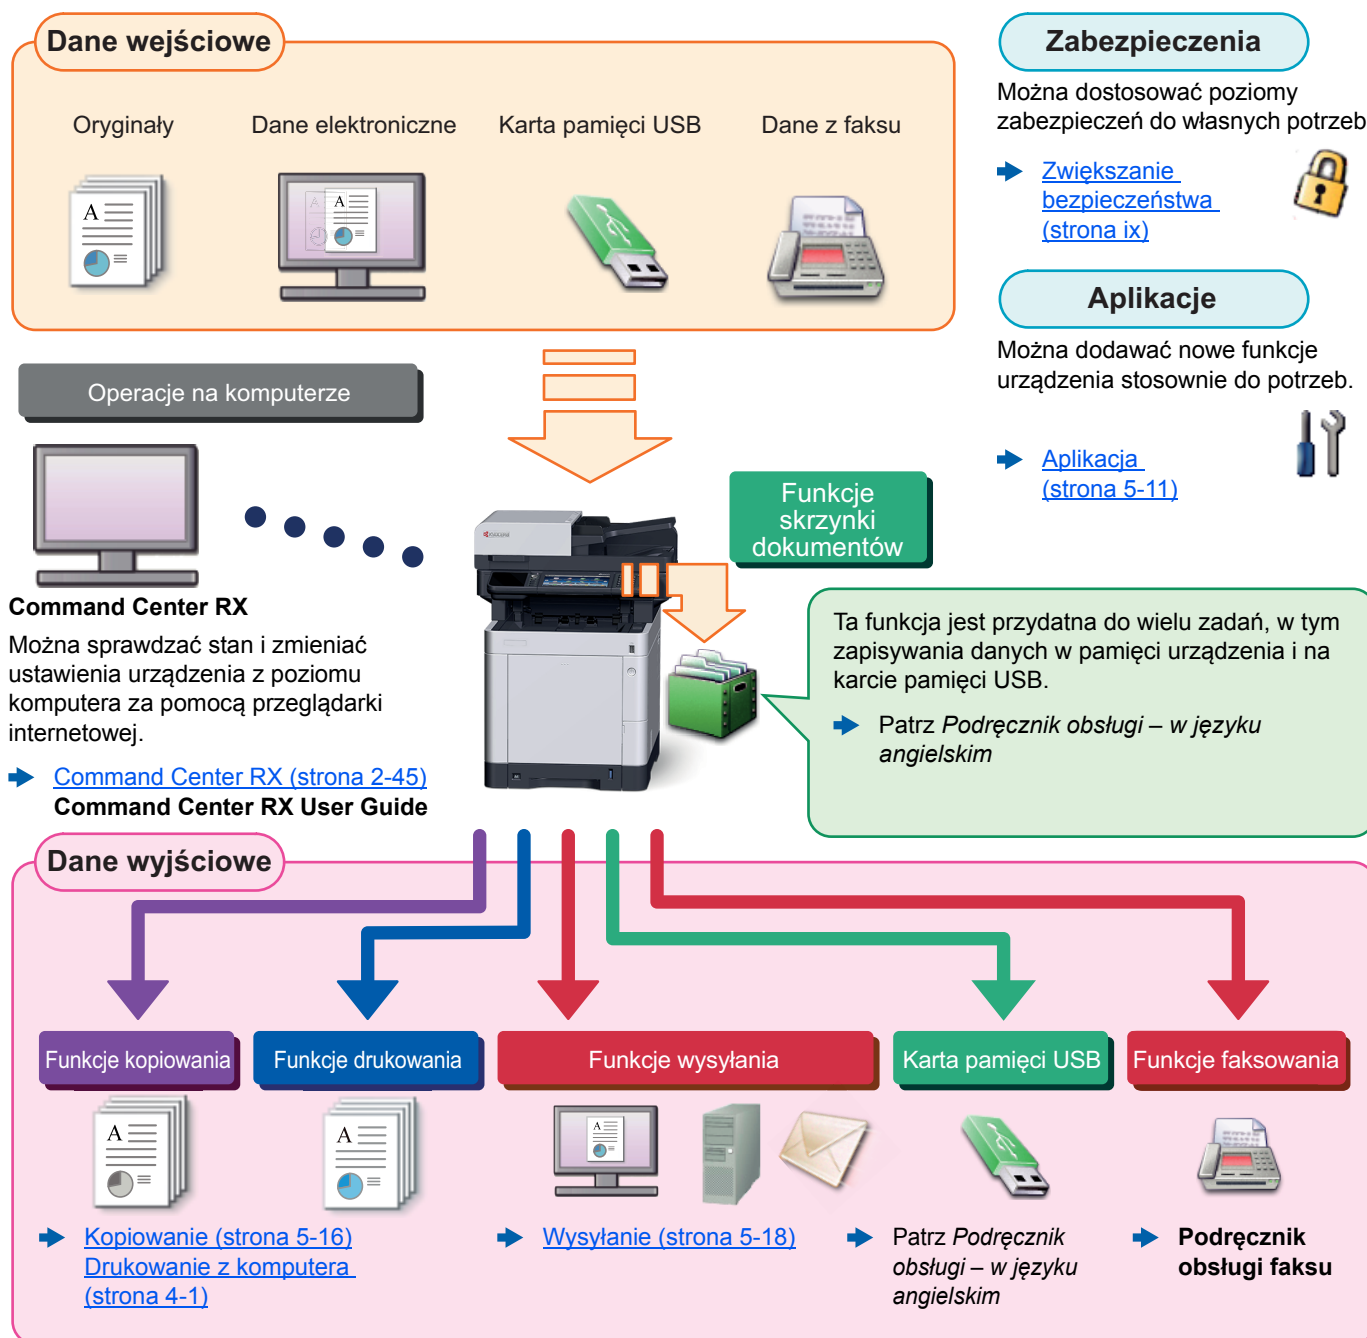 Dane wejściowe
Oryginały
Dane elektroniczne
Karta pamięci USB
Dane z faksu
Zabezpieczenia
Można dostosować poziomy
zabezpieczeń do własnych potrzeb
Zwiększanie
bezpieczeństwa
(strona ix)
Aplikacje
Można dodawać nowe funkcje
urządzenia stosownie do potrzeb.
Aplikacja
(strona 5-11)
Operacje na komputerze
Command Center RX
Można sprawdzać stan i zmieniać
ustawienia urządzenia z poziomu
komputera za pomocą przeglądarki
internetowej.
Command Center RX (strona 2-45)
Command Center RX User Guide
Funkcje
skrzynki
dokumentów
Ta funkcja jest przydatna do wielu zadań, w tym
zapisywania danych w pamięci urządzenia i na
karcie pamięci USB.
Patrz Podręcznik obsługi – w języku
angielskim
Dane wyjściowe
Funkcje kopiowania
Funkcje drukowania
Funkcje wysyłania
Karta pamięci USB
Funkcje faksowania
Kopiowanie (strona 5-16)
Drukowanie z komputera
(strona 4-1)
Wysyłanie (strona 5-18)
Patrz Podręcznik
obsługi – w języku
angielskim
Podręcznik
obsługi faksu